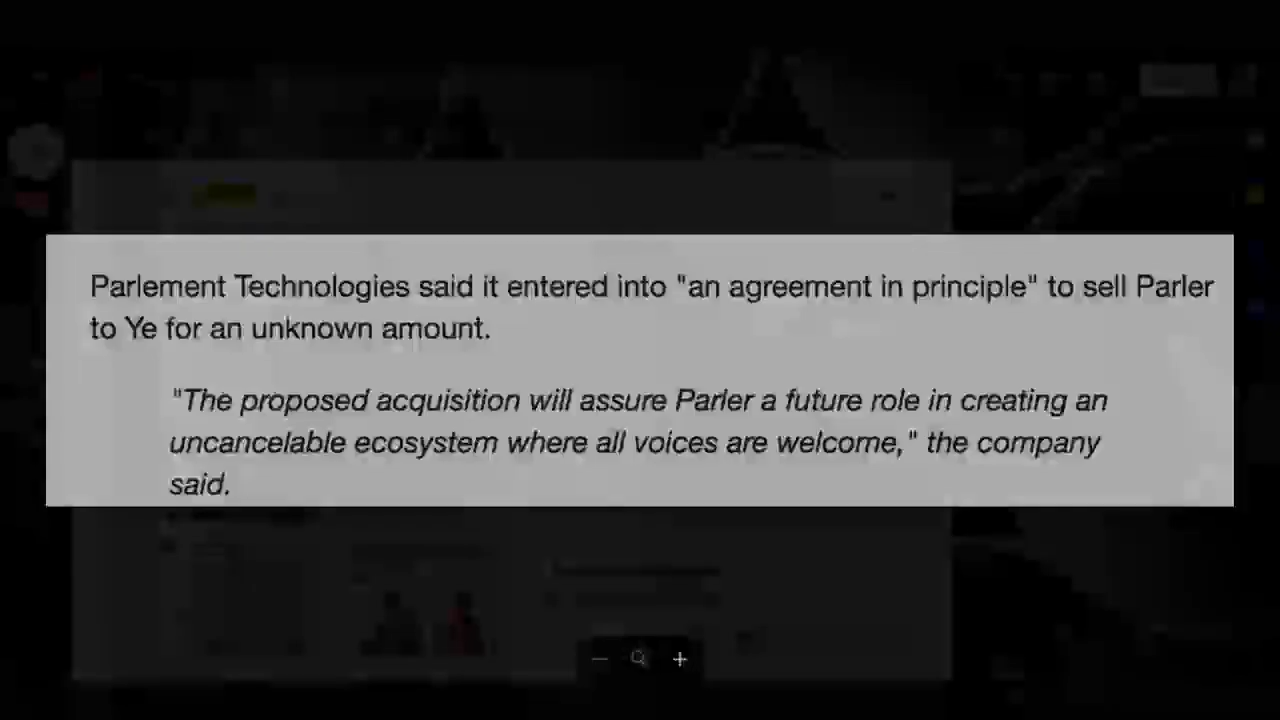 Parlement Technologies said it entered into "an agreement in principle" to sell Parler
to Ye for an unknown amount.
"The proposed acquisition will assure Parler a future role in creating an
uncancelable ecosystem where all voices are welcome," the company
said.